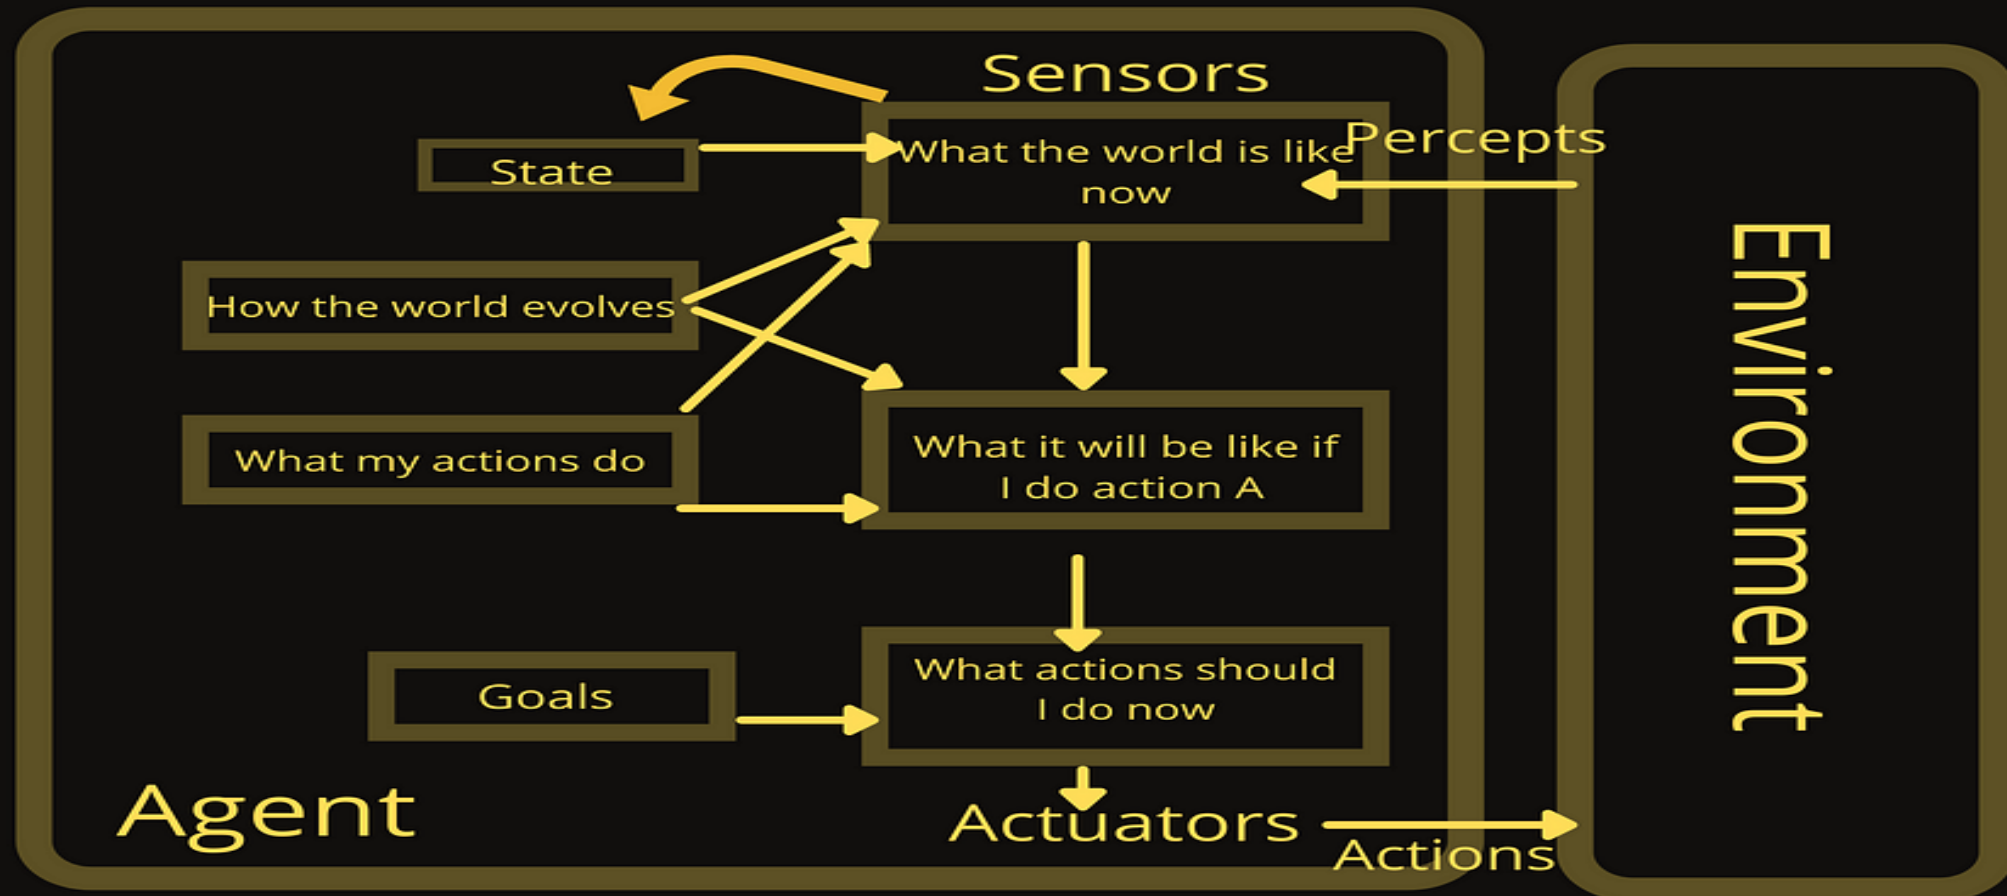 Sensors
Percepts
What the world is like
now
State
How the world evolves
What my actions do
What it will be like if
I do action A
Goals
What actions should
I do now
Agent
Actuators
Actions
Environment